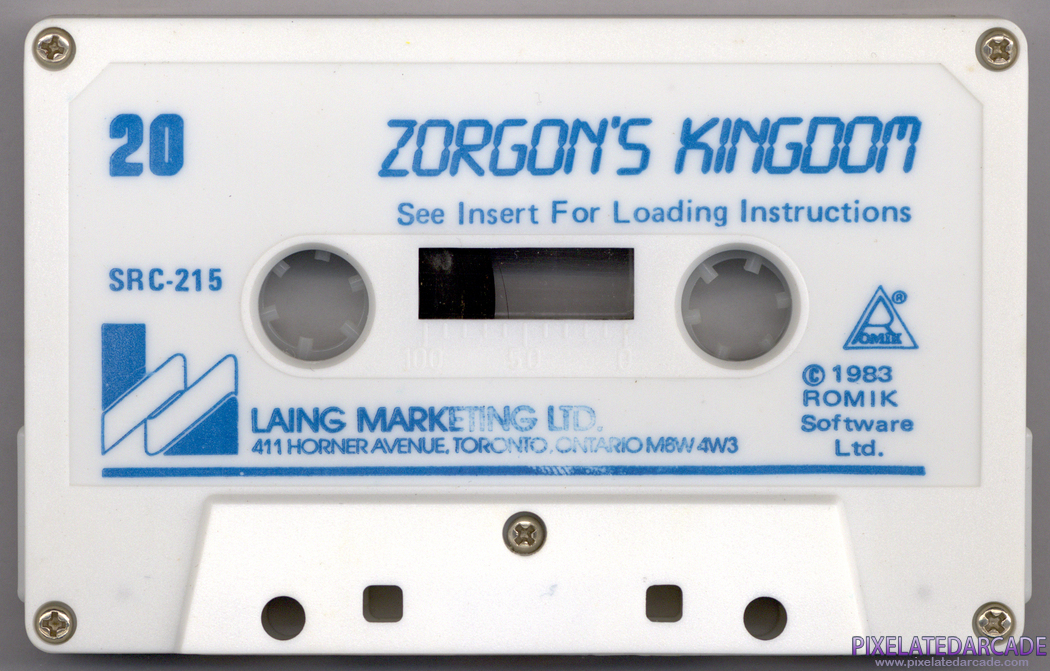 20
ZORGON'S KINGDOM
See Insert For Loading Instructions
SRC-215
100 50 0
R ®
ROMIK
© 1983
ROMIK
Software
Ltd.
LAING MARKETING LTD.
411 HORNER AVENUE, TORONTO, ONTARIO M8W 4W3
PIXELATEDARCADE
www.pixelatedarcade.com